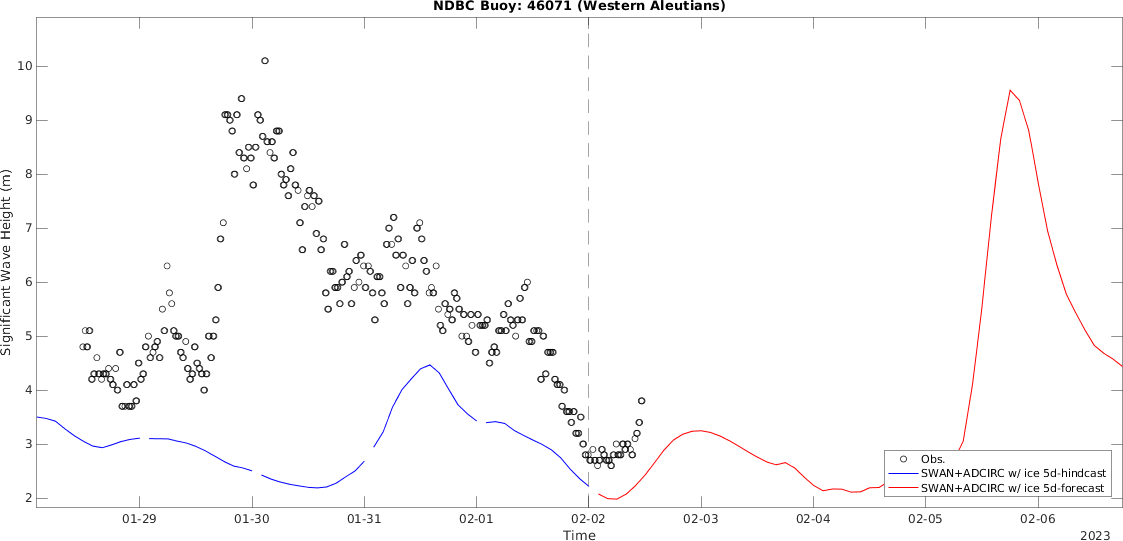 NDBC Buoy: 46071 (Western Aleutians)
Significant Wave Height (m)
10
9
8
7
6
5
4
3
2
Obs.
SWAN+ADCIRC w/ ice 5d-hindcast
SWAN+ADCIRC w/ ice 5d-forecast
01-29 01-30 01-31 02-01 02-02 02-03 02-04 02-05 02-06
Time
2023